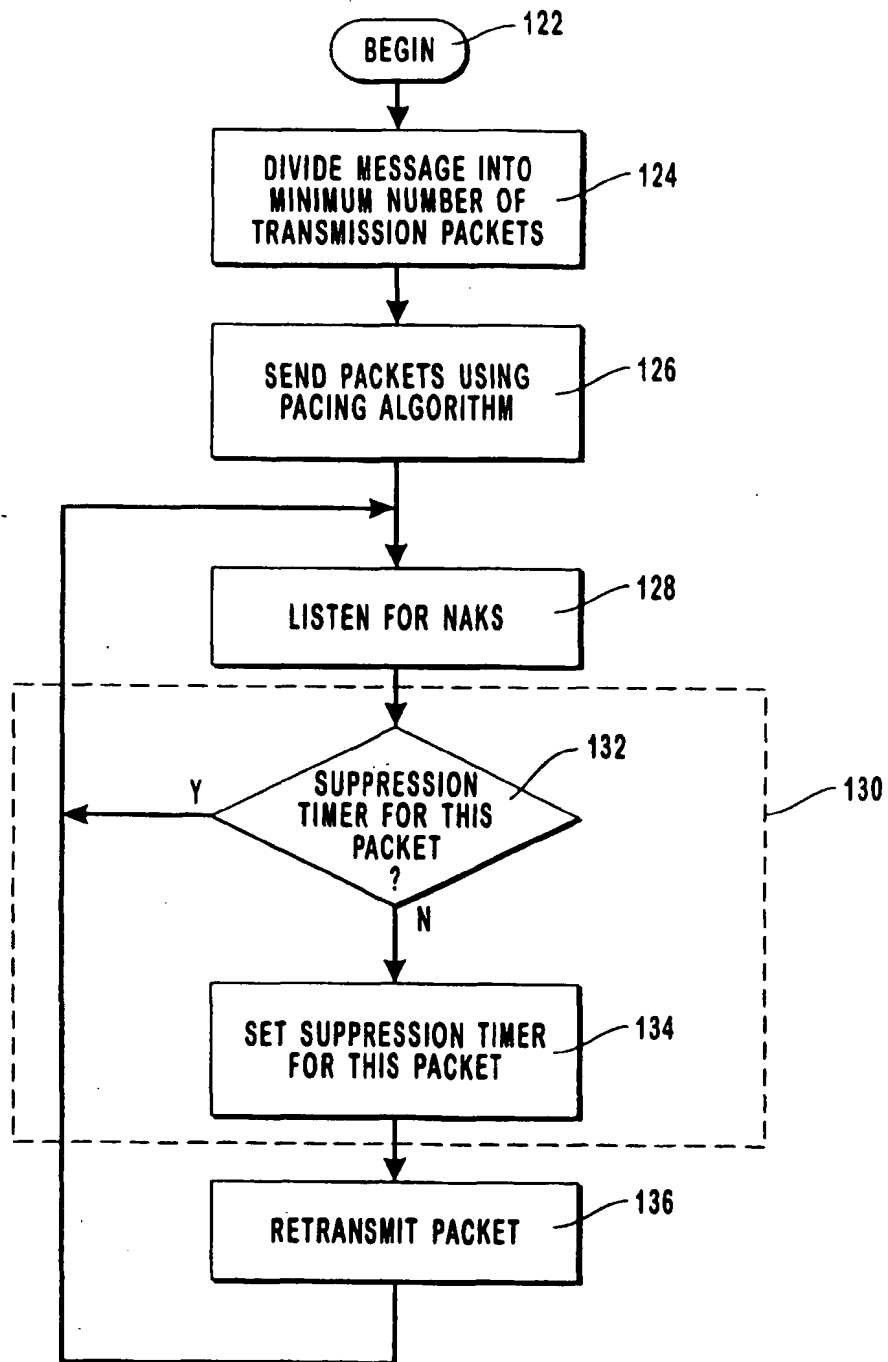 BEGIN
122
DIVIDE MESSAGE INTO
MINIMUM NUMBER OF
TRANSMISSION PACKETS
124
SEND PACKETS USING
PACING ALGORITHM
126
LISTEN FOR NAKS
128
130
SUPPRESSION
TIMER FOR THIS
PACKET
?
132
Y
N
SET SUPPRESSION TIMER
FOR THIS PACKET
134
RETRANSMIT PACKET
136